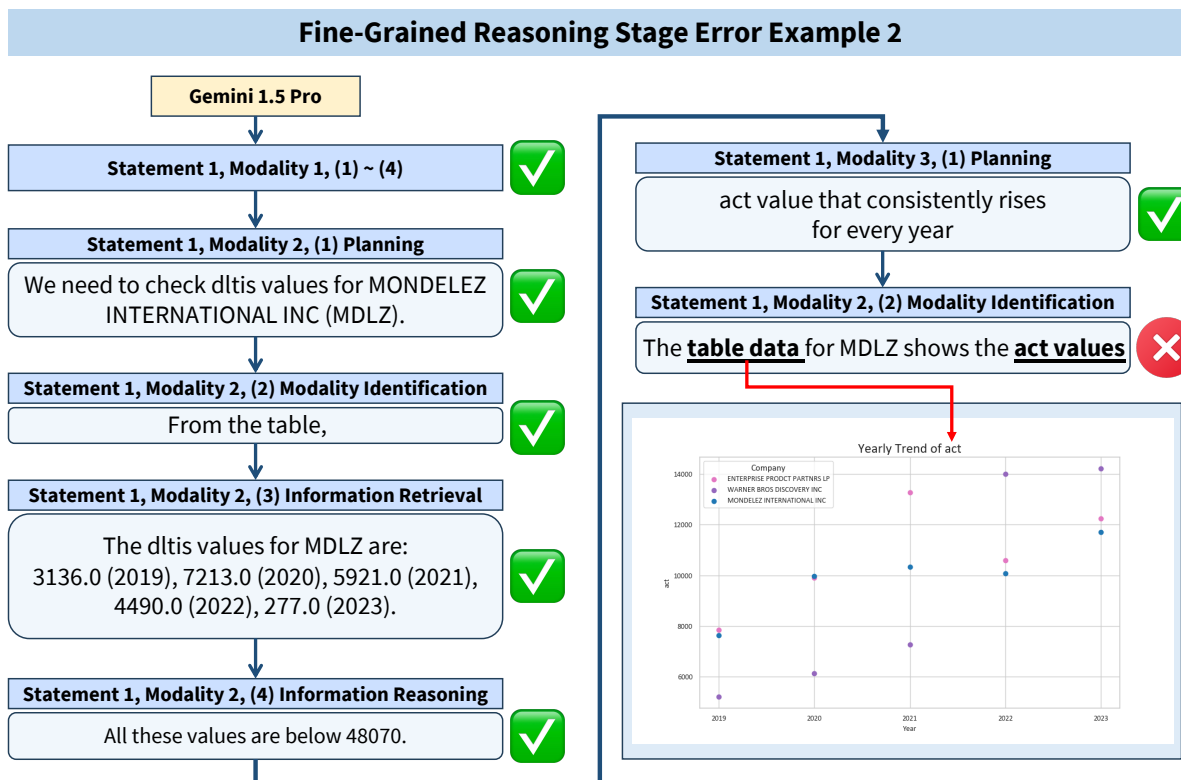 Fine-Grained Reasoning Stage Error Example 2
Gemini 1.5 Pro
Statement 1, Modality 1, (1) ~ (4)
Statement 1, Modality 2, (1) Planning
We need to check dltis values for MONDELEZ
INTERNATIONAL INC (MDLZ).
Statement 1, Modality 2, (2) Modality Identification
From the table,
Statement 1, Modality 2, (3) Information Retrieval
The dltis values for MDLZ are:
3136.0 (2019), 7213.0 (2020), 5921.0 (2021),
4490.0 (2022), 277.0 (2023).
Statement 1, Modality 2, (4) Information Reasoning
All these values are below 48070.
Statement 1, Modality 3, (1) Planning
act value that consistently rises
for every year
Statement 1, Modality 2, (2) Modality Identification
The table data for MDLZ shows the act values
Yearly Trend of act
Company
ENTERPRISE PRODCT PARTNRS LP
WARNER BROS DISCOVERY INC
MONDELEZ INTERNATIONAL INC
14000
12000
10000
8000
6000
act
2019
2020
2021
2022
2023
Year